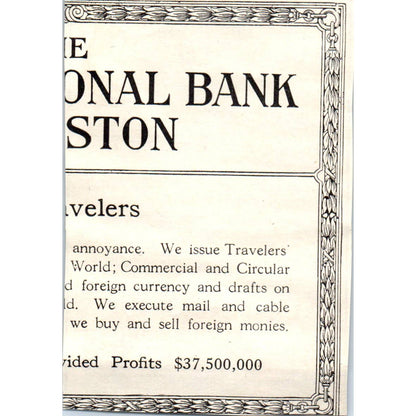 HE
ONAL BANK
STON
avelers
annoyance. We issue Travelers'
World; Commercial and Circular
d foreign currency and drafts on
ld. We execute mail and cable
we buy and sell foreign monies.
vided Profits $37,500,000